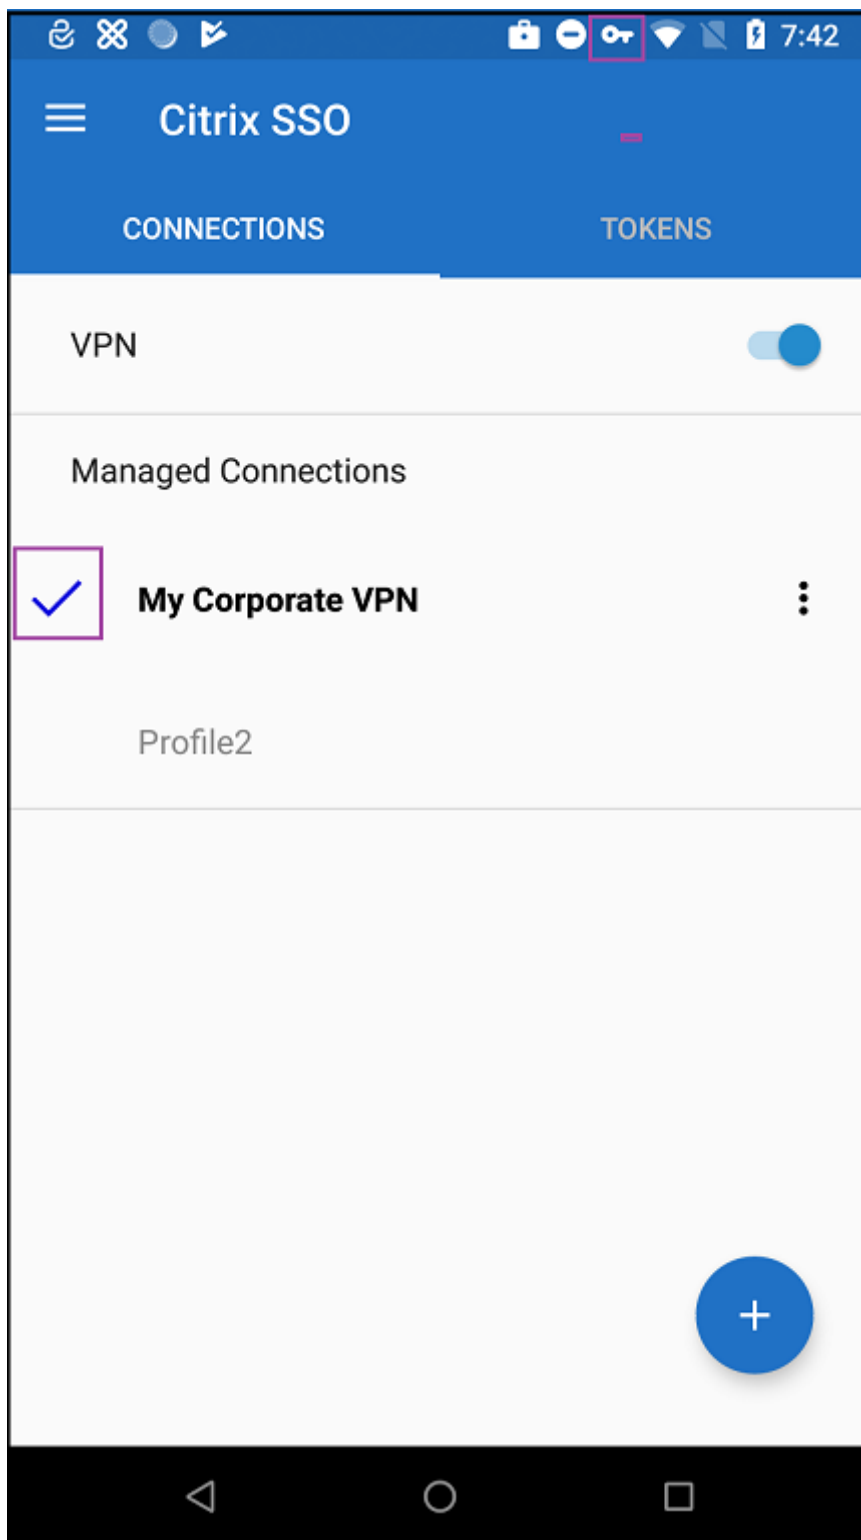 7:42
Citrix SSO
CONNECTIONS TOKENS
VPN
Managed Connections
My Corporate VPN
Profile2